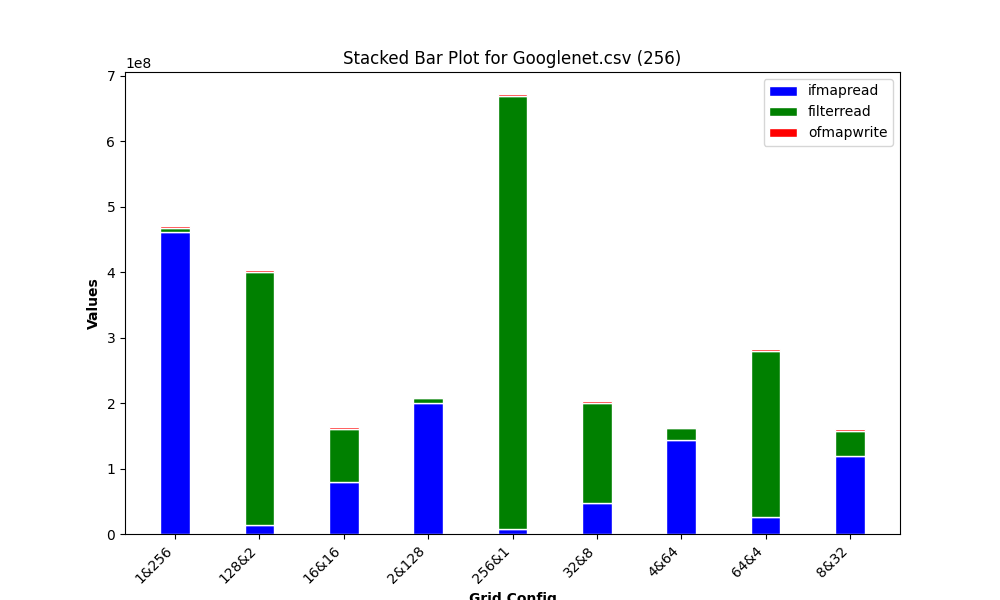 Stacked Bar Plot for Googlenet.csv (256)
1e8
7
6
5
4
3
2
1
0
Values
ifmapread
filterread
ofmapwrite
1&256
128&2
16&16
2&128
256&1
32&8
4&64
64&4
8&32
Grid Config